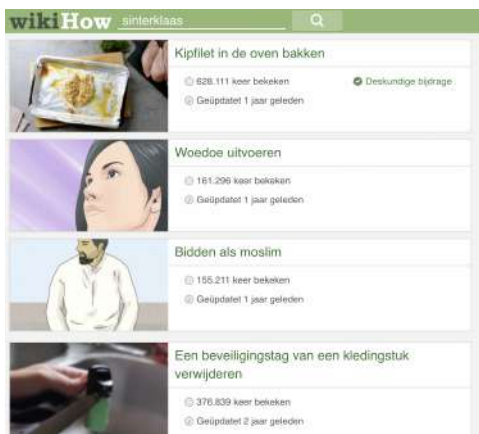 wikiHow sinterklaas
Kipfilet in de oven bakken
628.111 keer bekeken Deskundige bijdrage
Geüpdatet 1 jaar geleden
Woedoe uitvoeren
161.296 keer bekeken
Geüpdatet 1 jaar geleden
Bidden als moslim
155.211 keer bekeken
Geüpdatet 1 jaar geleden
Een beveiligingstag van een kledingstuk
verwijderen
376.839 keer bekeken
Geüpdatet 2 jaar geleden